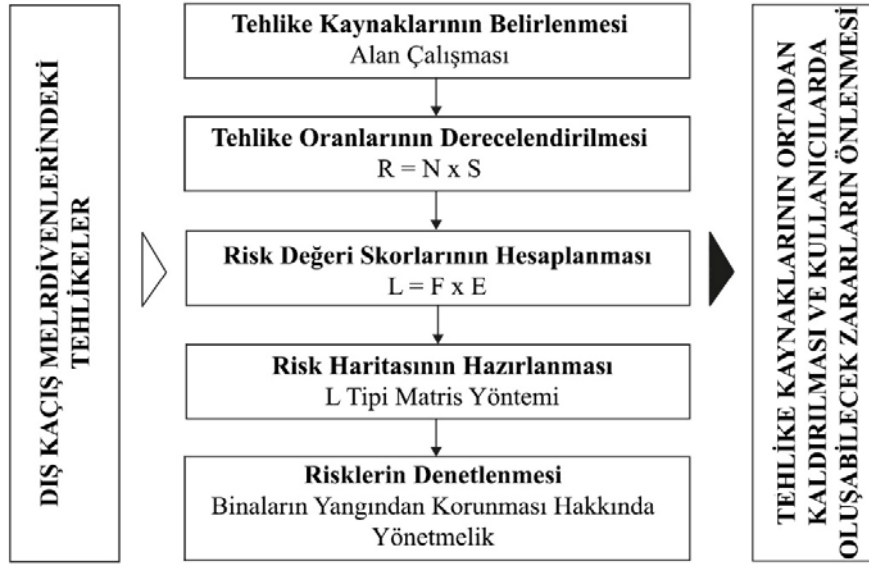 DIŞ KAÇIŞ MELRDİVENLERİNDEKİ
TEHLİKELER
Tehlike Kaynaklarının Belirlenmesi
Alan Çalışması
Tehlike Oranlarının Derecelendirilmesi
R = N x S
Risk Değeri Skorlarının Hesaplanması
L = F x E
Risk Haritasının Hazırlanması
L Tipi Matris Yöntemi
Risklerin Denetlenmesi
Binaların Yangından Korunması Hakkında
Yönetmelik
TEHLİKE KAYNAKLARININ ORTADAN
KALDIRILMASI VE KULLANICILARDA
OLUŞABİLECEK ZARARLARIN ÖNLENMESİ